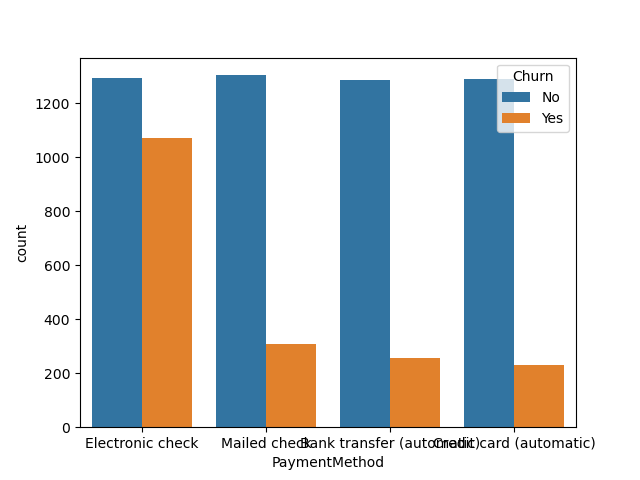 Churn
No
Yes
1200
1000
800
600
400
200
0
count
Electronic check
Mailed check
Bank transfer (automatic)
Credit card (automatic)
PaymentMethod